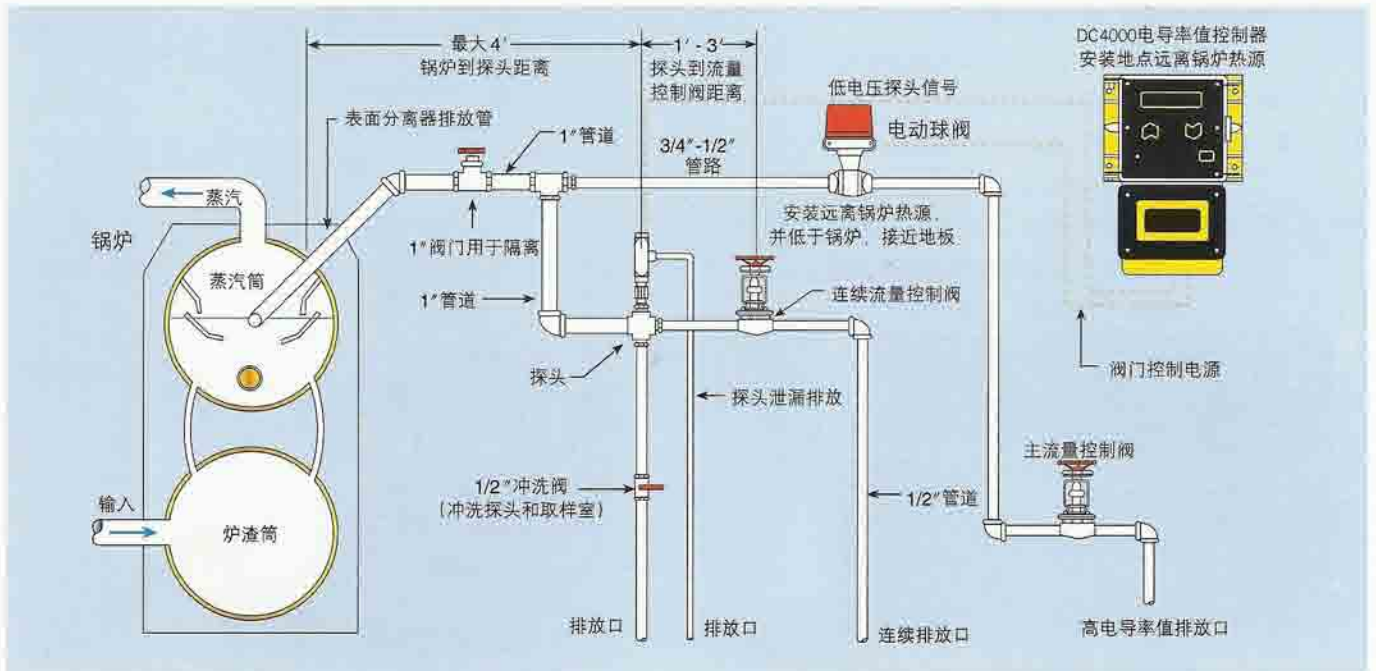 最大4′
锅炉到探头距离
1′-3′
探头到流量
控制阀距离
DC4000电导率值控制器
安装地点远离锅炉热源
低电压探头信号
表面分离器排放管
1″管道
电动球阀
3/4″-1/2″
管路
蒸汽
锅炉
1″阀门用于隔离
安装远离锅炉热源，
并低于锅炉，接近地板
蒸汽筒
1″管道
连续流量控制阀
探头
阀门控制电源
探头泄漏排放
主流量控制阀
输入
1/2″冲洗阀
(冲洗探头和取样室)
1/2″管道
炉渣筒
排放口
排放口
连续排放口
高电导率值排放口